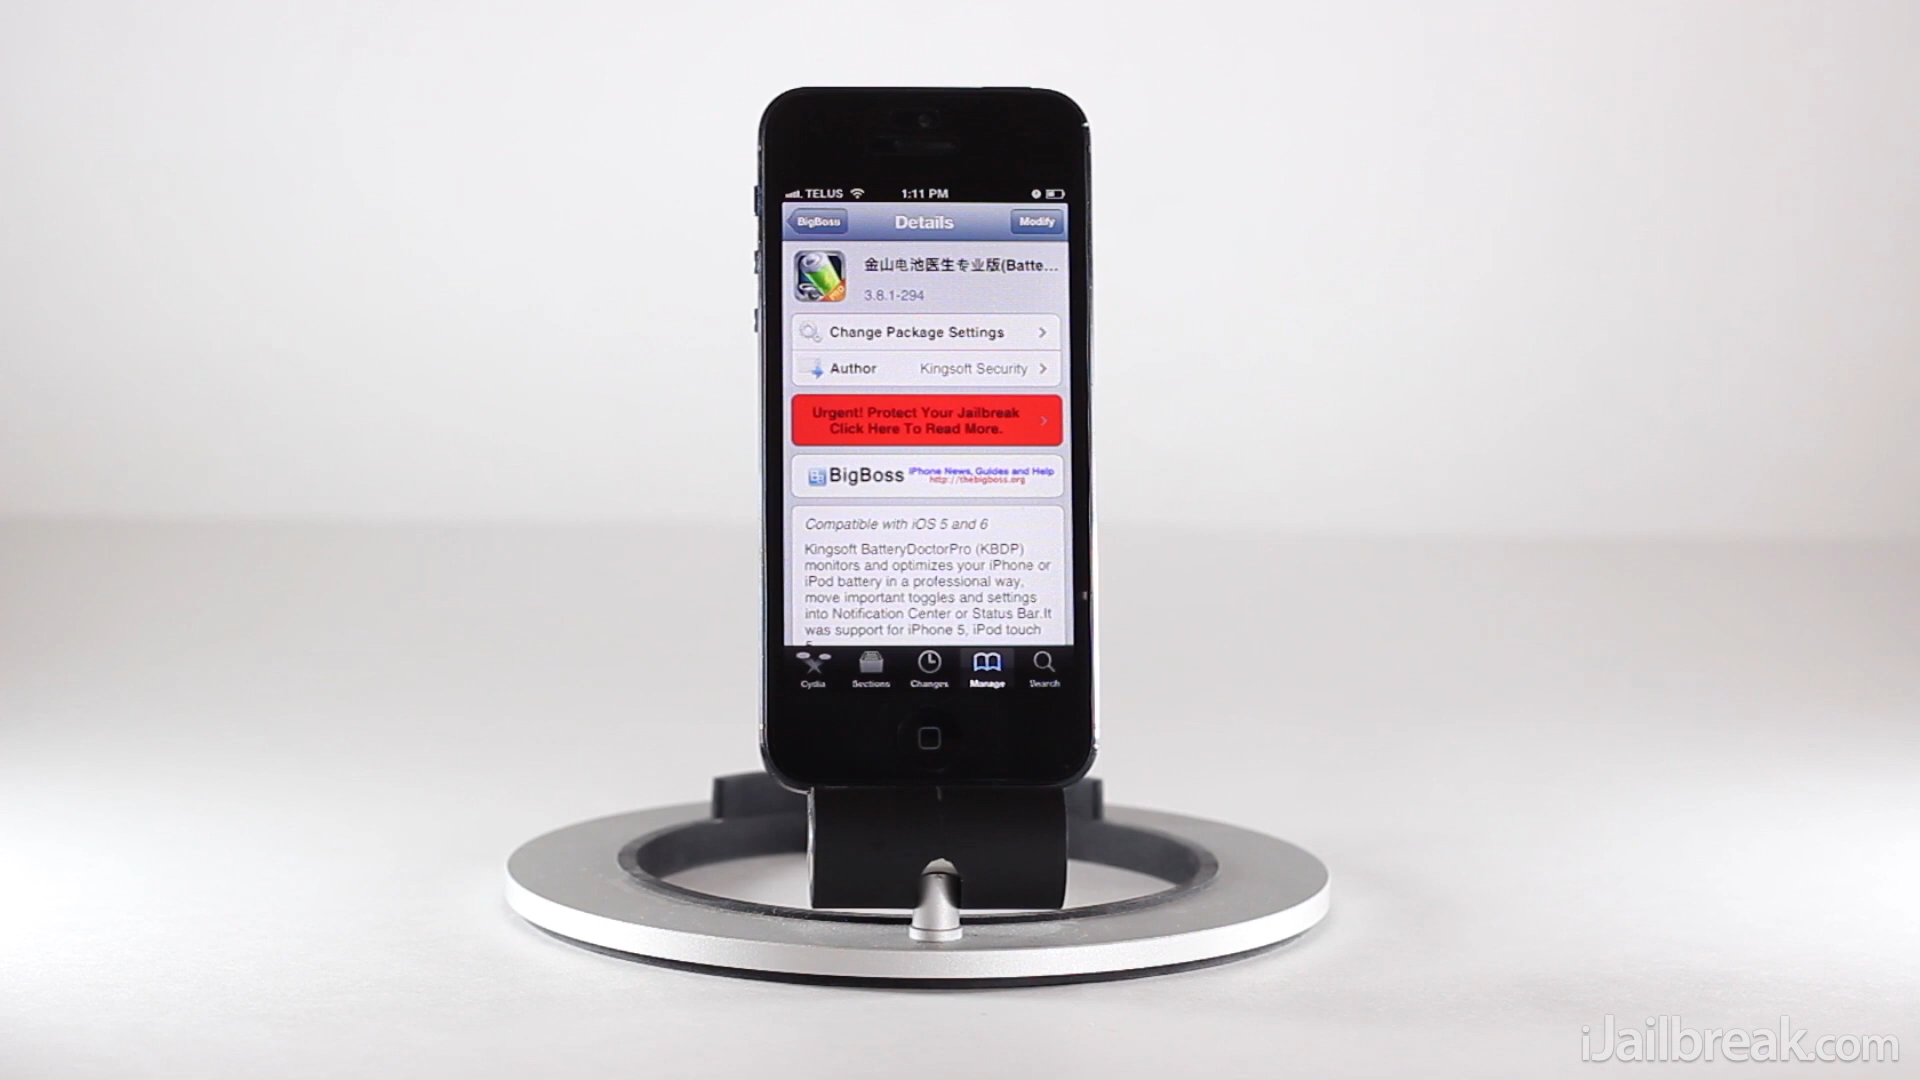 TELUS 1:11 PM
BigBoss Details Modify
金山电池医生专业版(Batte...
3.8.1-294
PRO
Change Package Settings
Author Kingsoft Security
Urgent! Protect Your Jailbreak
Click Here To Read More.
BigBoss iPhone News, Guides and Help
http://thebigboss.org
Compatible with iOS 5 and 6
Kingsoft BatteryDoctorPro (KBDP)
monitors and optimizes your iPhone or
iPod battery in a professional way,
move important toggles and settings
into Notification Center or Status Bar.It
was support for iPhone 5, iPod touch
Cydia Sections Changes Manage Search
iJailbreak.com